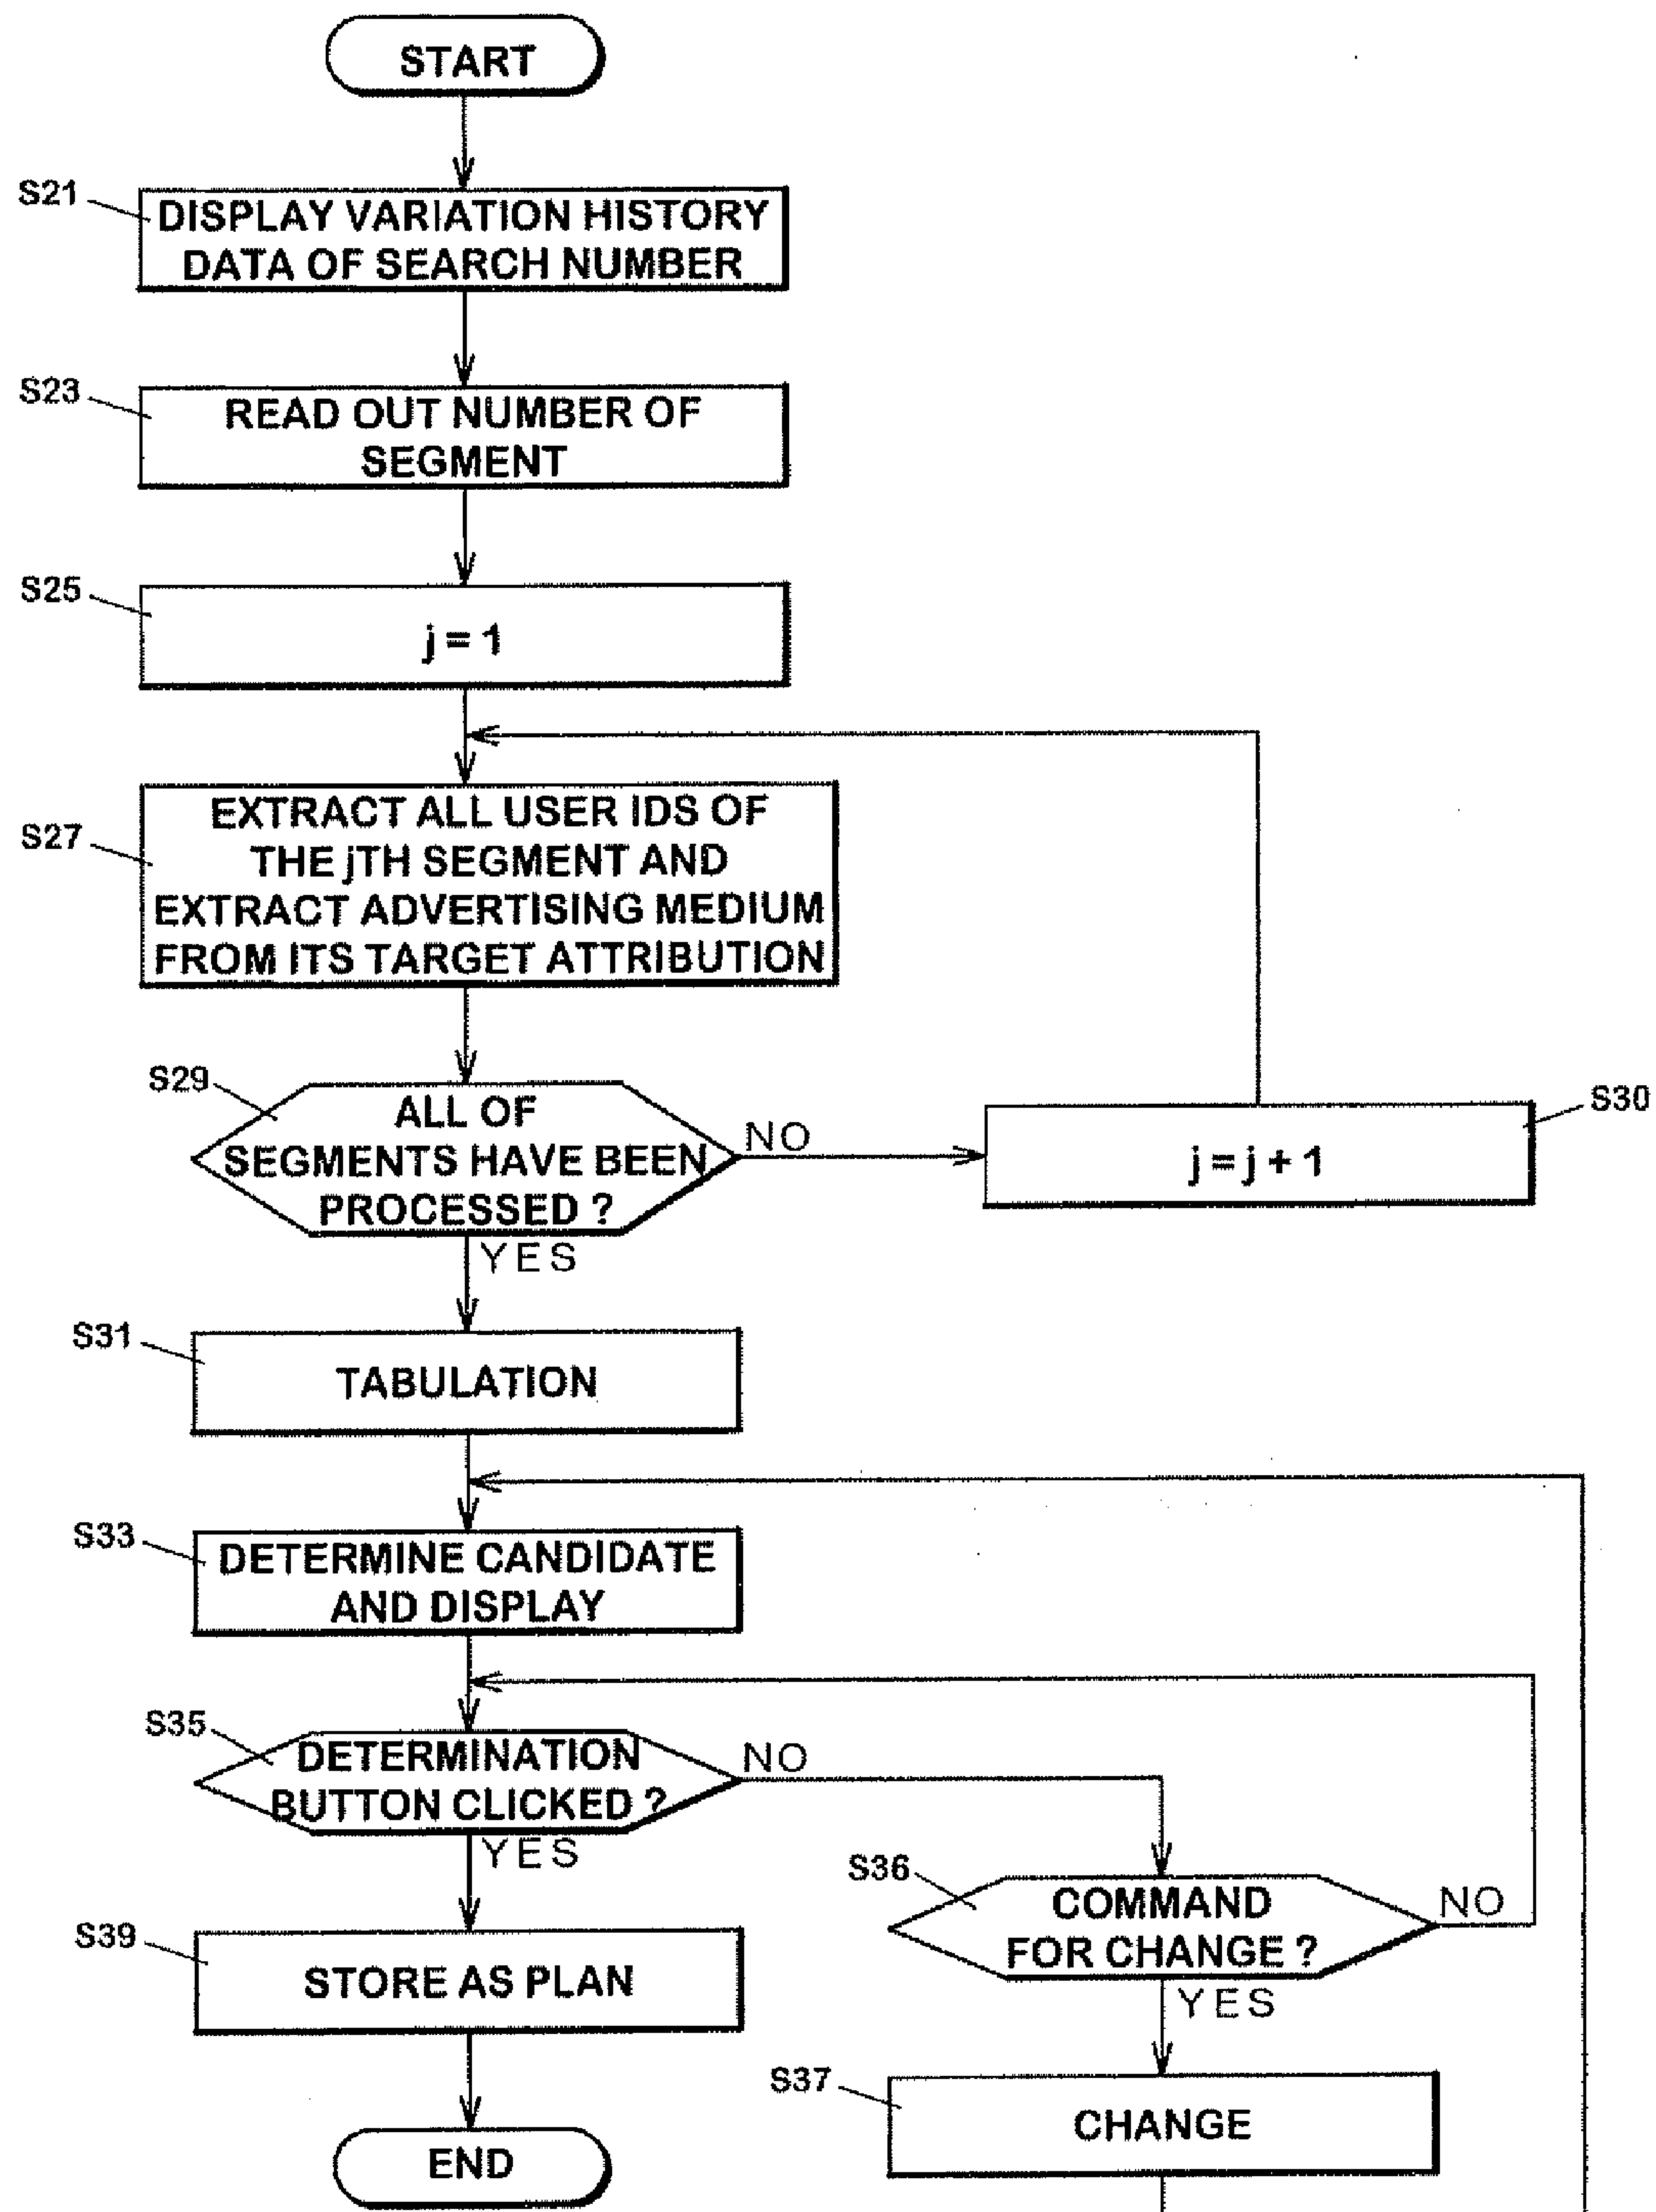 START
S21
DISPLAY VARIATION HISTORY
DATA OF SEARCH NUMBER
S23
READ OUT NUMBER OF
SEGMENT
S25
j = 1
S27
EXTRACT ALL USER IDS OF
THE jTH SEGMENT AND
EXTRACT ADVERTISING MEDIUM
FROM ITS TARGET ATTRIBUTION
S29
ALL OF
SEGMENTS HAVE BEEN
PROCESSED ?
NO
S30
j = j + 1
YES
S31
TABULATION
S33
DETERMINE CANDIDATE
AND DISPLAY
S35
DETERMINATION
BUTTON CLICKED ?
NO
YES
S36
COMMAND
FOR CHANGE ?
NO
YES
S39
STORE AS PLAN
S37
CHANGE
END